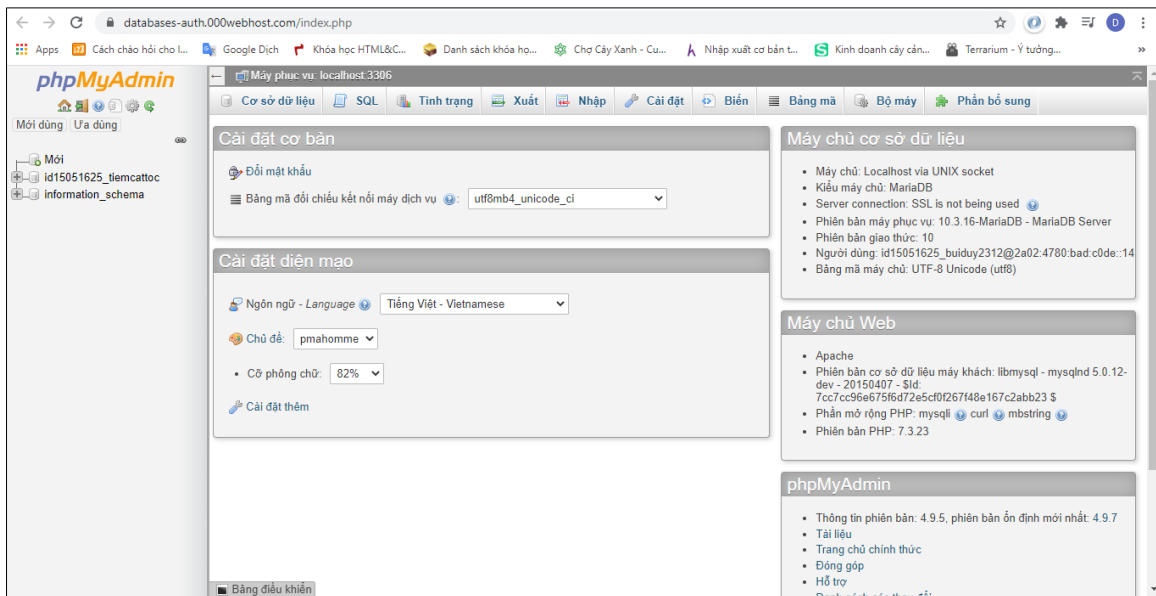 databases-auth.000webhost.com/index.php
Apps Cách chào hỏi cho l... Google Dịch Khóa học HTML&C... Danh sách khóa họ... Chợ Cây Xanh - Cu... Nhập xuất cơ bản t... Kinh doanh cây cản... Terrarium - Ý tưởng... »
phpMyAdmin
Mới dùng Ưa dùng
Mới
id15051625_tiemcattoc
information_schema
Máy phục vụ: localhost:3306
Cơ sở dữ liệu SQL Tình trạng Xuất Nhập Cài đặt Biến Bảng mã Bộ máy Phần bổ sung
Cài đặt cơ bản
Đổi mật khẩu
Bảng mã đối chiếu kết nối máy dịch vụ : utf8mb4_unicode_ci
Cài đặt diện mạo
Ngôn ngữ - Language Tiếng Việt - Vietnamese
Chủ đề: pmahomme
• Cỡ phông chữ: 82%
Cài đặt thêm
Bảng điều khiển
Máy chủ cơ sở dữ liệu
• Máy chủ: Localhost via UNIX socket
• Kiểu máy chủ: MariaDB
• Server connection: SSL is not being used
• Phiên bản máy phục vụ: 10.3.16-MariaDB - MariaDB Server
• Phiên bản giao thức: 10
• Người dùng: id15051625_buiduy2312@2a02:4780:bad:c0de::14
• Bảng mã máy chủ: UTF-8 Unicode (utf8)
Máy chủ Web
• Apache
• Phiên bản cơ sở dữ liệu máy khách: libmysql - mysqlnd 5.0.12-
dev - 20150407 - $Id:
7cc7cc96e675f6d72e5cf0f267f48e167c2abb23 $
• Phần mở rộng PHP: mysqli curl mbstring
• Phiên bản PHP: 7.3.23
phpMyAdmin
• Thông tin phiên bản: 4.9.5, phiên bản ổn định mới nhất: 4.9.7
• Tài liệu
• Trang chủ chính thức
• Đóng góp
• Hỗ trợ